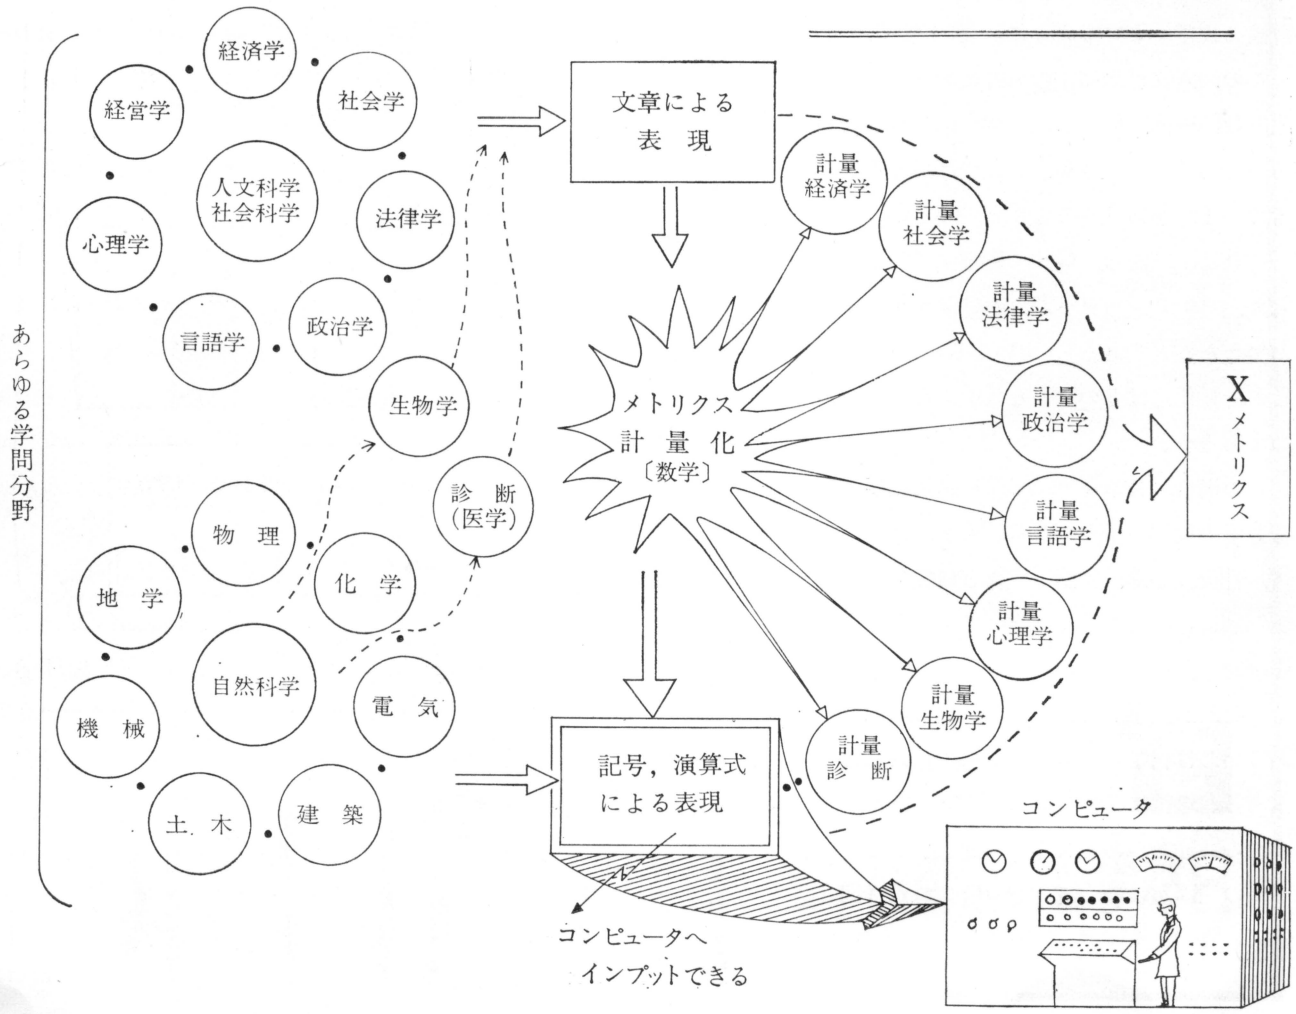 あらゆる学問分野
経済学
経営学
社会学
人文科学
社会科学
心理学
法律学
言語学
政治学
生物学
診 断
(医学)
物 理
地 学
化 学
自然科学
機 械
電 気
土 木
建 築
文章による
表 現
メトリクス
計 量 化
〔数学〕
記号，演算式
による表現
コンピュータへ
インプットできる
計量
経済学
計量
社会学
計量
法律学
計量
政治学
計量
言語学
計量
心理学
計量
生物学
計量
診 断
X
メトリクス
コンピュータ